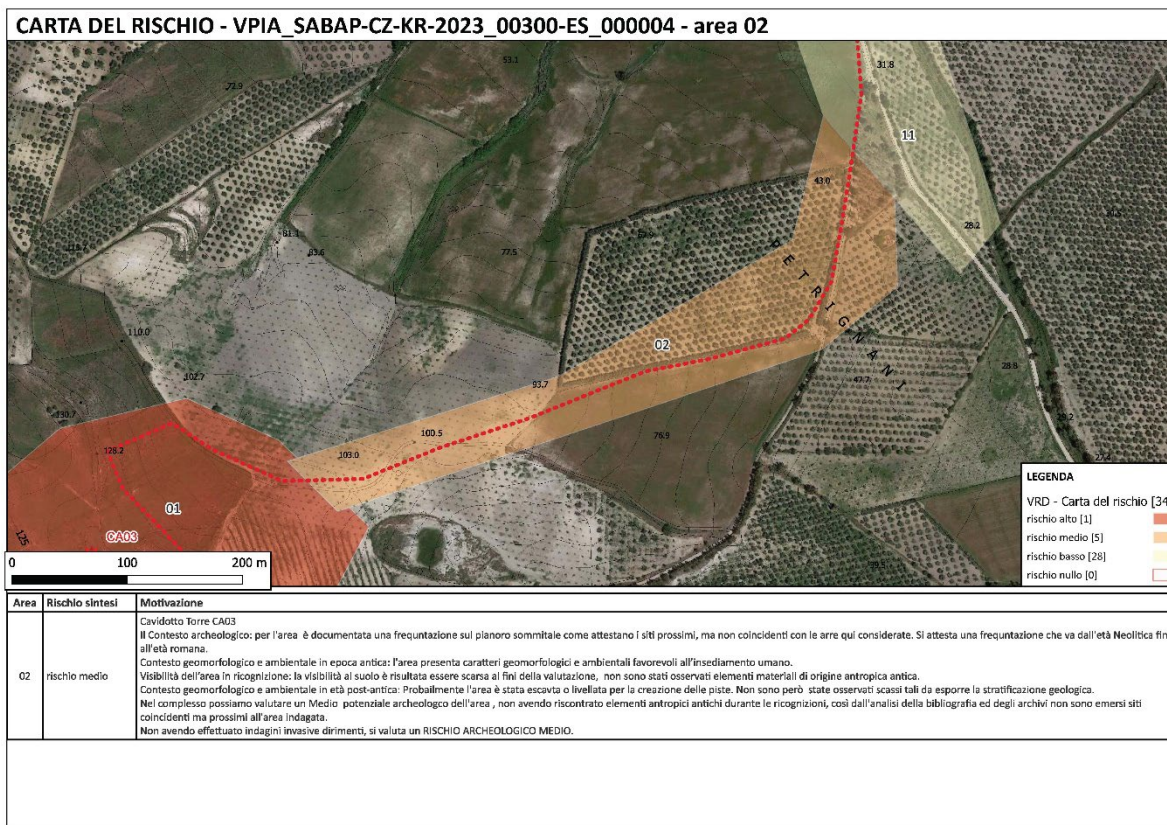 CARTA DEL RISCHIO - VPIA_SABAP-CZ-KR-2023_00300-ES_000004 - area 02
53.1
31.8
72.9
11
43.0
28.2
81.1
83.6
77.5
PETRIGNANI
110.0
02
28.8
102.7
93.7
47.7
130.7
29.2
128.2
100.5
76.9
103.0
27.4
01
CA03
125
LEGENDA
VRD - Carta del rischio [34
rischio alto [1]
rischio medio [5]
rischio basso [28]
rischio nullo [0]
0 100 200 m
Area Rischio sintesi Motivazione
02 rischio medio
Cavidotto Torre CA03
Il Contesto archeologico: per l'area è documentata una frequntazione sul pianoro sommitale come attestano i siti prossimi, ma non coincidenti con le arre qui considerate. Si attesta una frequntazione che va dall'età Neolitica fin
all'età romana.
Contesto geomorfologico e ambientale in epoca antica: l'area presenta caratteri geomorfologici e ambientali favorevoli all'insediamento umano.
Visibilità dell'area in ricognizione: la visibilità al suolo è risultata essere scarsa ai fini della valutazione, non sono stati osservati elementi materiali di origine antropica antica.
Contesto geomorfologico e ambientale in età post-antica: Probailmente l'area è stata escavta o livellata per la creazione delle piste. Non sono però state osservati scassi tali da esporre la stratificazione geologica.
Nel complesso possiamo valutare un Medio potenziale archeologco dell'area , non avendo riscontrato elementi antropici antichi durante le ricognizioni, così dall'analisi della bibliografia ed degli archivi non sono emersi siti
coincidenti ma prossimi all'area indagata.
Non avendo effettuato indagini invasive dirimenti, si valuta un RISCHIO ARCHEOLOGICO MEDIO.